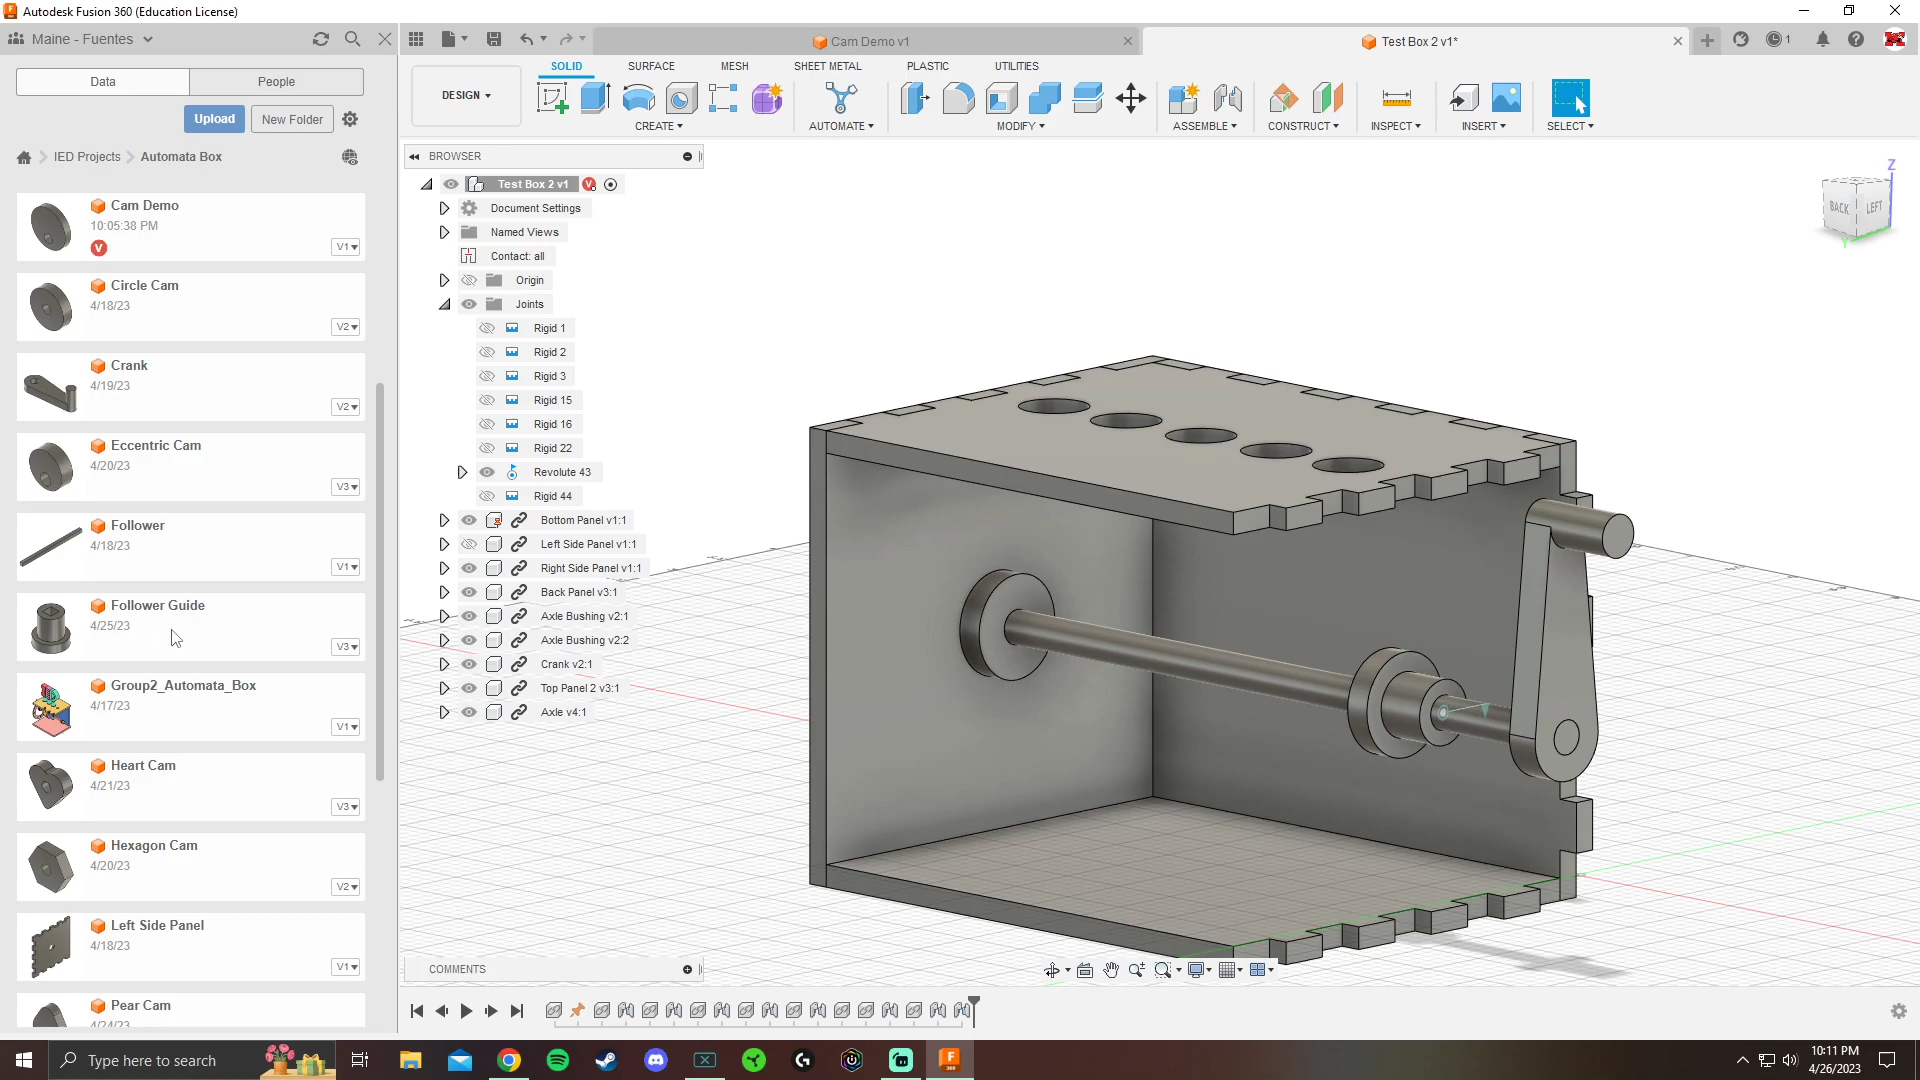 Autodesk Fusion 360 (Education License)
Maine - Fuentes
Cam Demo v1
Test Box 2 v1*
1
Data
People
Upload
New Folder
IED Projects
Automata Box
DESIGN
SOLID
SURFACE
MESH
SHEET METAL
PLASTIC
UTILITIES
CREATE
AUTOMATE
MODIFY
ASSEMBLE
CONSTRUCT
INSPECT
INSERT
SELECT
Cam Demo
10:05:38 PM
V
V1
Circle Cam
4/18/23
V2
Crank
4/19/23
V2
Eccentric Cam
4/20/23
V3
Follower
4/18/23
V1
Follower Guide
4/25/23
V3
Group2_Automata_Box
4/17/23
V1
Heart Cam
4/21/23
V3
Hexagon Cam
4/20/23
V2
Left Side Panel
4/18/23
V1
Pear Cam
4/24/23
BROWSER
Test Box 2 v1
Document Settings
Named Views
Contact: all
Origin
Joints
Rigid 1
Rigid 2
Rigid 3
Rigid 15
Rigid 16
Rigid 22
Revolute 43
Rigid 44
Bottom Panel v1:1
Left Side Panel v1:1
Right Side Panel v1:1
Back Panel v3:1
Axle Bushing v2:1
Axle Bushing v2:2
Crank v2:1
Top Panel 2 v3:1
Axle v4:1
Z
BACK
LEFT
Y
COMMENTS
Type here to search
10:11 PM
4/26/2023